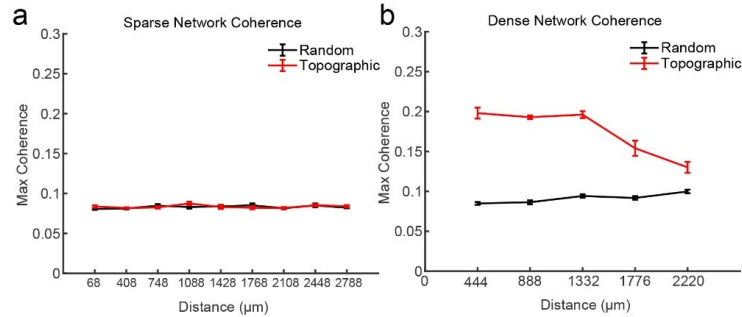 a
Sparse Network Coherence
0.3
0.25
0.2
0.15
0.1
0.05
0
Max Coherence
Random
Topographic
68 408 748 1088 1428 1768 2108 2448 2788
Distance (μm)
b
Dense Network Coherence
0.3
0.25
0.2
0.15
0.1
0.05
0
Max Coherence
Random
Topographic
0 444 888 1332 1776 2220
Distance (μm)